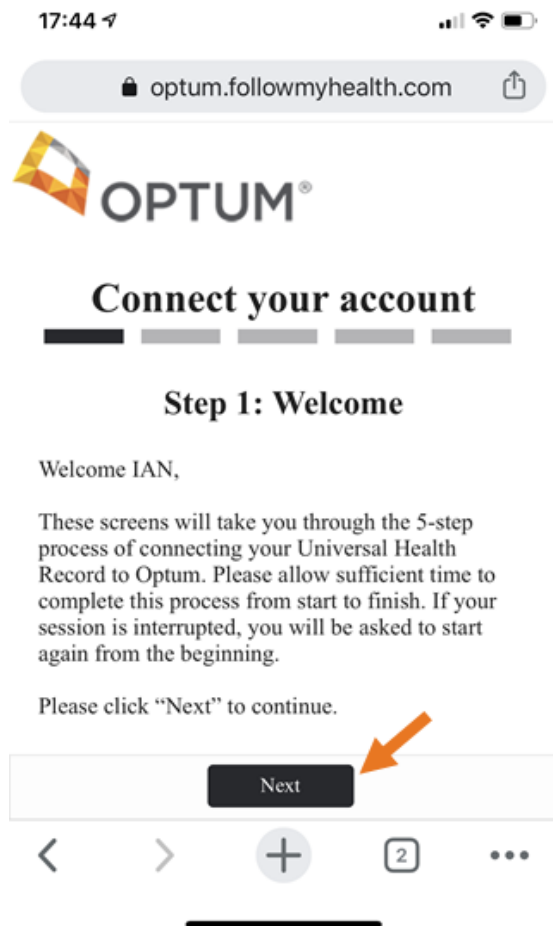 17:44
optum.followmyhealth.com
OPTUM®
Connect your account
Step 1: Welcome
Welcome IAN,
These screens will take you through the 5-step
process of connecting your Universal Health
Record to Optum. Please allow sufficient time to
complete this process from start to finish. If your
session is interrupted, you will be asked to start
again from the beginning.
Please click “Next” to continue.
Next
2